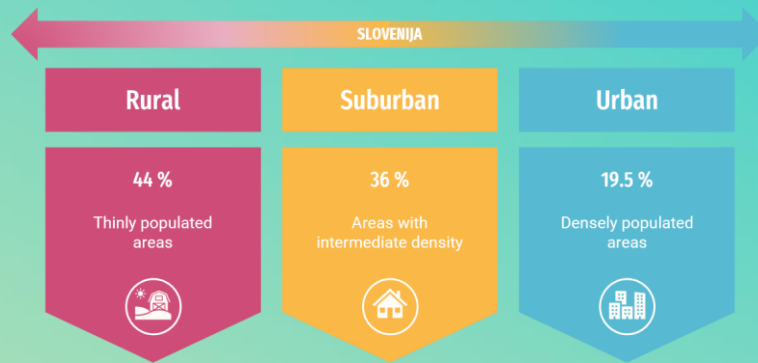 SLOVENIJA
Rural
Suburban
Urban
44 %
Thinly populated
areas
36 %
Areas with
intermediate density
19.5 %
Densely populated
areas